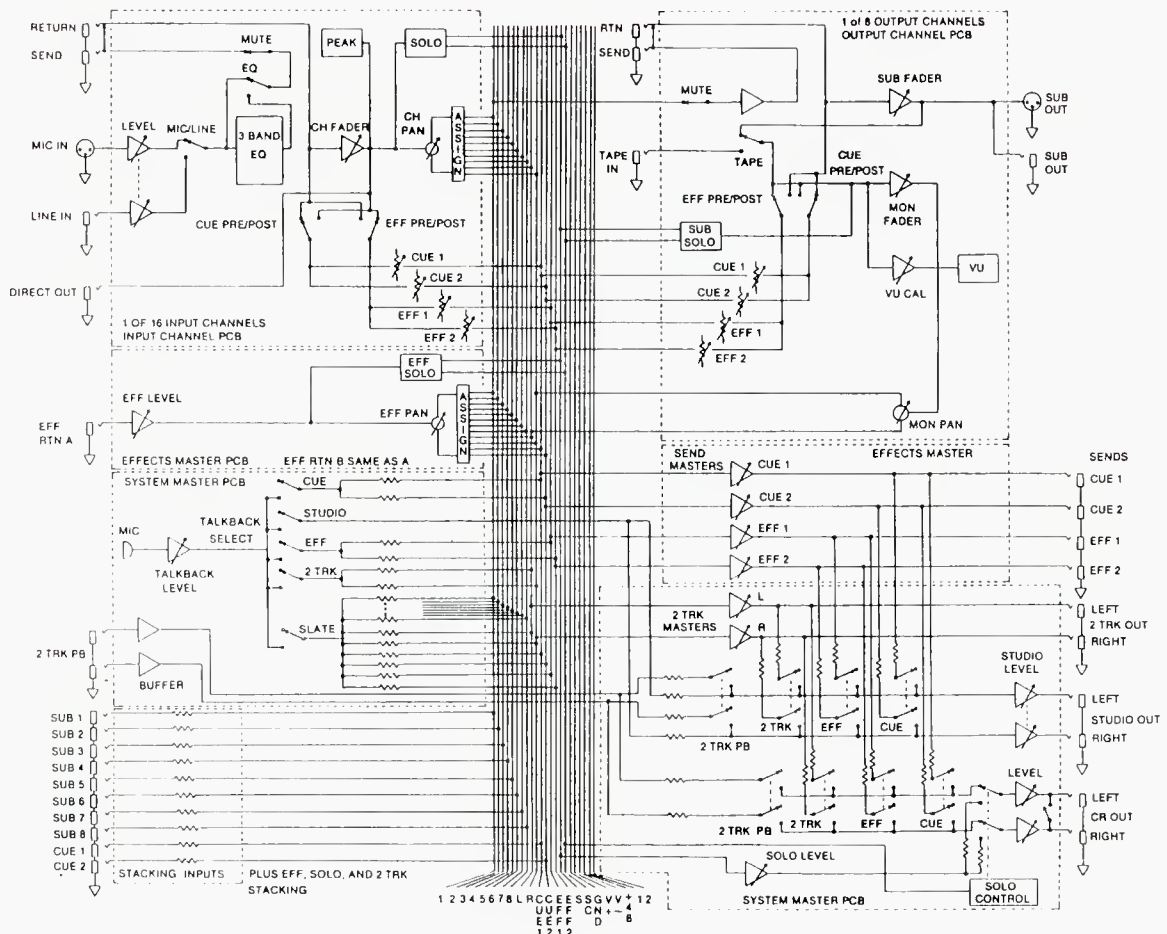 RETURN
SEND
MUTE
EQ
PEAK
SOLO
LEVEL
MIC/LINE
3 BAND
EQ
CH FADER
CH
PAN
ASSIGN
MIC IN
LINE IN
CUE PRE/POST
EFF PRE/POST
CUE 1
CUE 2
EFF 1
EFF 2
DIRECT OUT
1 OF 16 INPUT CHANNELS
INPUT CHANNEL PCB
EFF
SOLO
EFF LEVEL
EFF PAN
ASSIGN
EFF
RTN A
EFFECTS MASTER PCB
EFF RTN B SAME AS A
SYSTEM MASTER PCB
CUE
STUDIO
MIC
TALKBACK
SELECT
EFF
TALKBACK
LEVEL
2 TRK
SLATE
2 TRK PB
BUFFER
SUB 1
SUB 2
SUB 3
SUB 4
SUB 5
SUB 6
SUB 7
SUB 8
CUE 1
CUE 2
STACKING INPUTS
PLUS EFF, SOLO, AND 2 TRK
STACKING
1 2 3 4 5 6 7 8 L R C C E E S S G V V + 12
U U F F C N + - 4
E E F F D 8
1 2 1 2
1 of 8 OUTPUT CHANNELS
OUTPUT CHANNEL PCB
RTN
SEND
MUTE
SUB FADER
SUB
OUT
SUB
OUT
TAPE
IN
TAPE
CUE
PRE/POST
EFF PRE/POST
MON
FADER
SUB
SOLO
VU
VU CAL
CUE 1
CUE 2
EFF 1
EFF 2
MON PAN
SEND
MASTERS
EFFECTS MASTER
SENDS
CUE 1
CUE 1
CUE 2
CUE 2
EFF 1
EFF 1
EFF 2
EFF 2
L
2 TRK
MASTERS
R
LEFT
2 TRK OUT
RIGHT
STUDIO
LEVEL
LEFT
STUDIO OUT
RIGHT
2 TRK PB
2 TRK
EFF
CUE
LEVEL
LEFT
CR OUT
RIGHT
2 TRK PB
2 TRK
EFF
CUE
SOLO LEVEL
SOLO
CONTROL
SYSTEM MASTER PCB